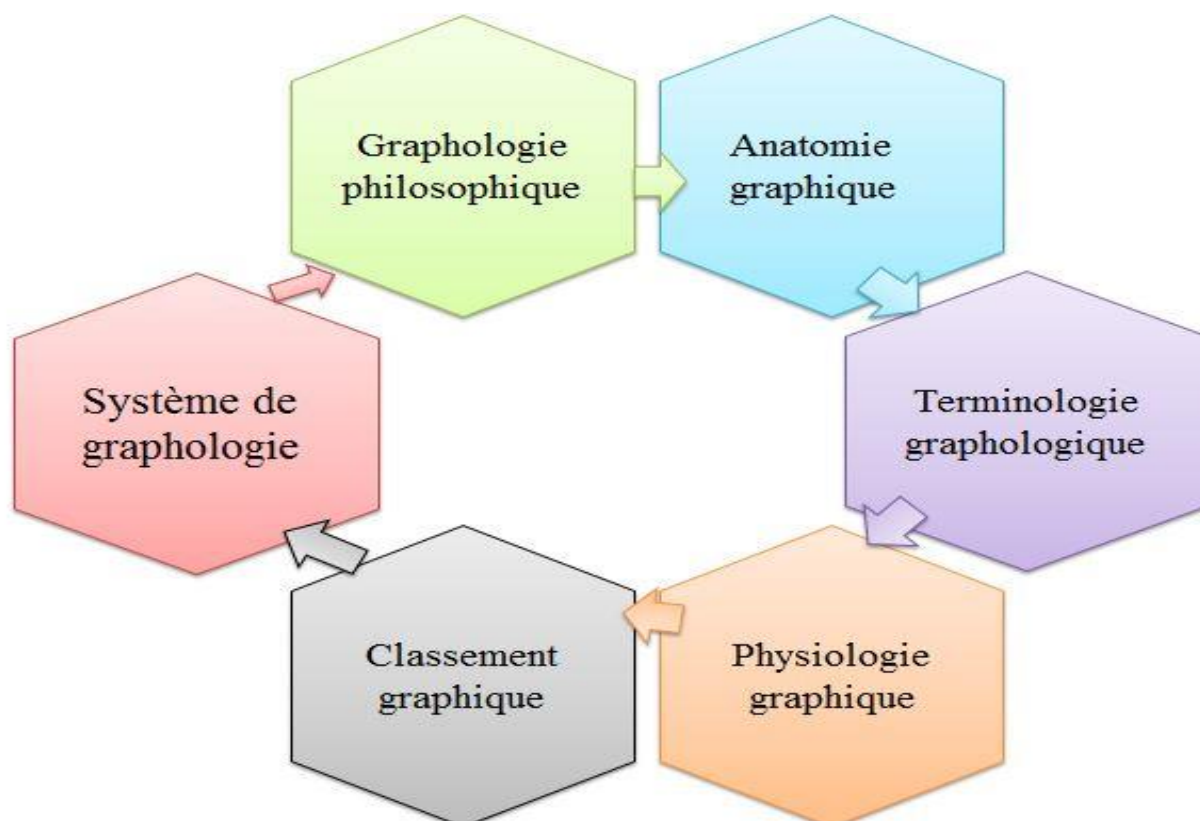 Graphologie
philosophique
Anatomie
graphique
Terminologie
graphologique
Physiologie
graphique
Classement
graphique
Système de
graphologie